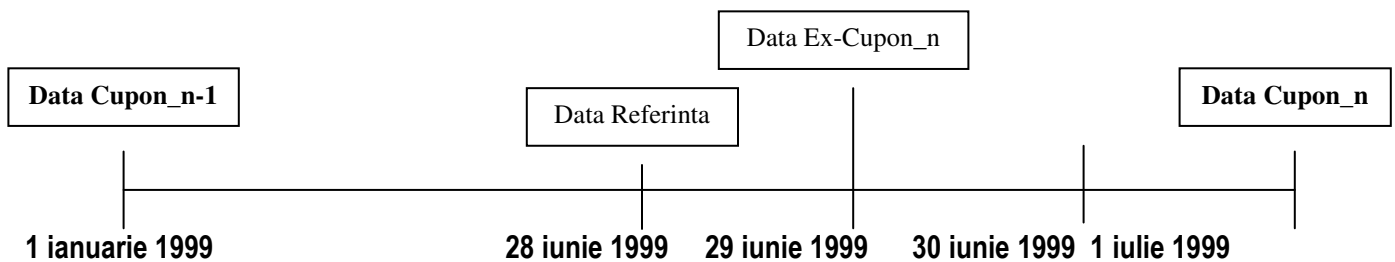 Data Ex-Cupon_n
Data Cupon_n-1
Data Cupon_n
Data Referinta
1 ianuarie 1999 28 iunie 1999 29 iunie 1999 30 iunie 1999 1 iulie 1999